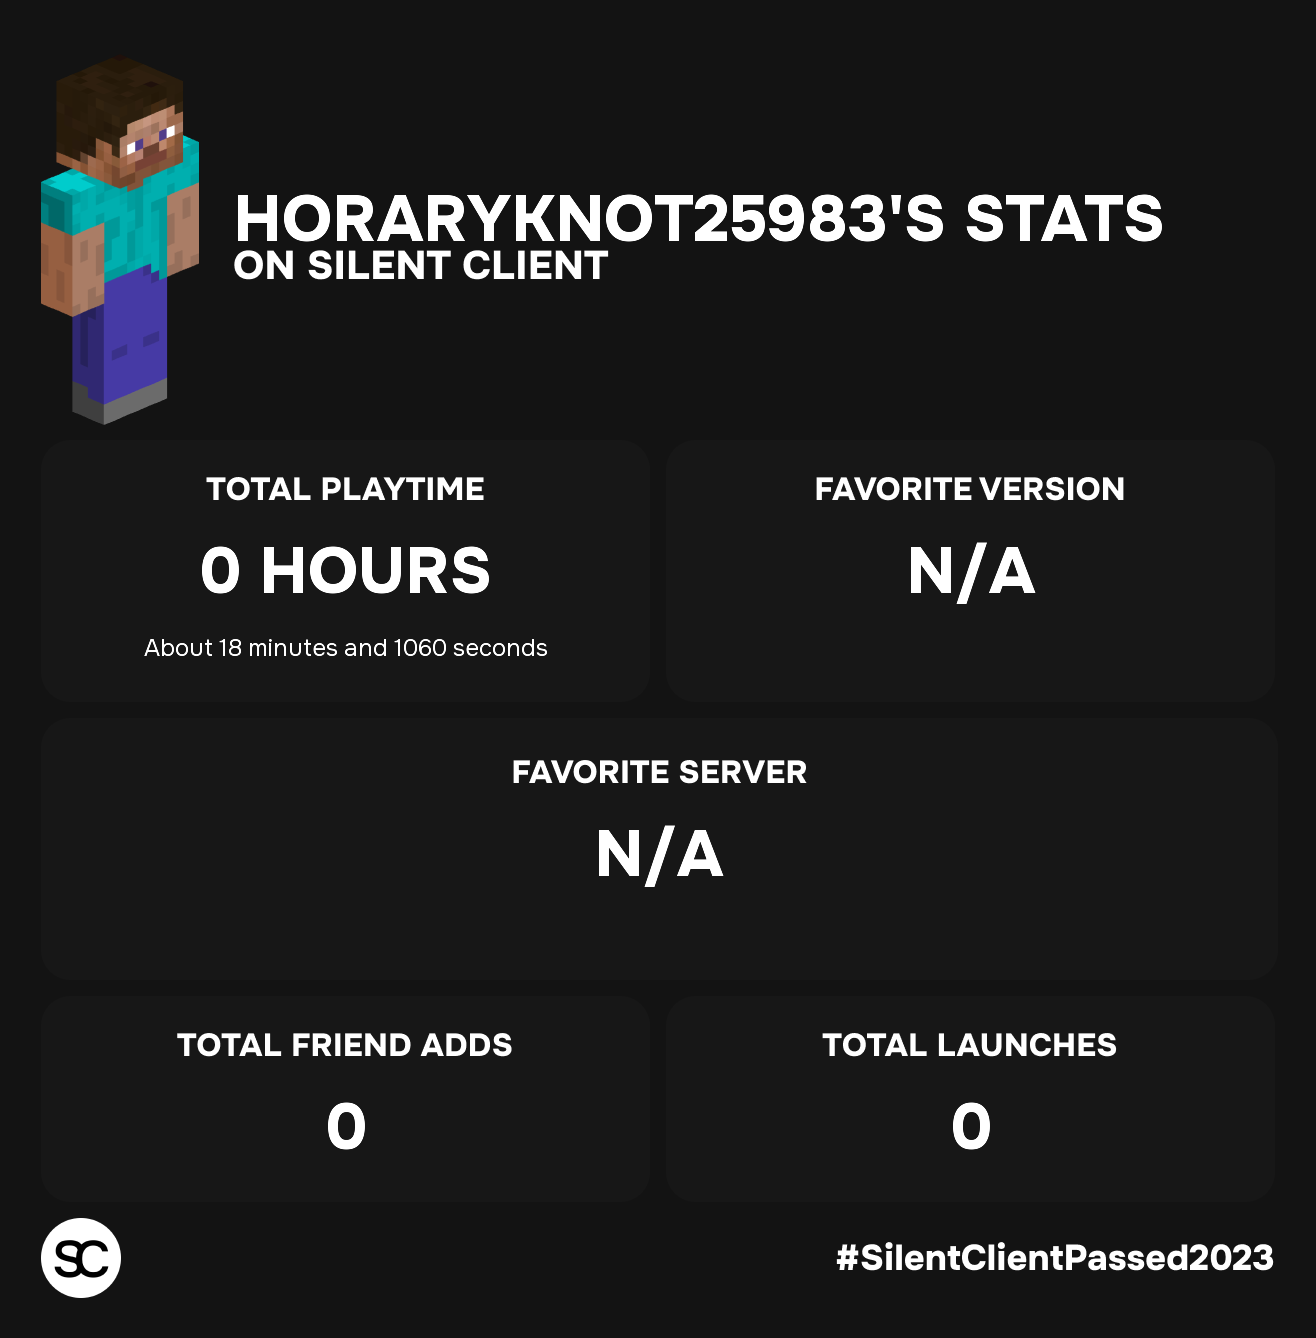 HORARYKNOT25983'S STATS
ON SILENT CLIENT
TOTAL PLAYTIME
0 HOURS
About 18 minutes and 1060 seconds
FAVORITE VERSION
N/A
FAVORITE SERVER
N/A
TOTAL FRIEND ADDS
0
TOTAL LAUNCHES
0
SC
#SilentClientPassed2023